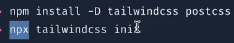 npm install -D tailwindcss postcss
npx tailwindcss init